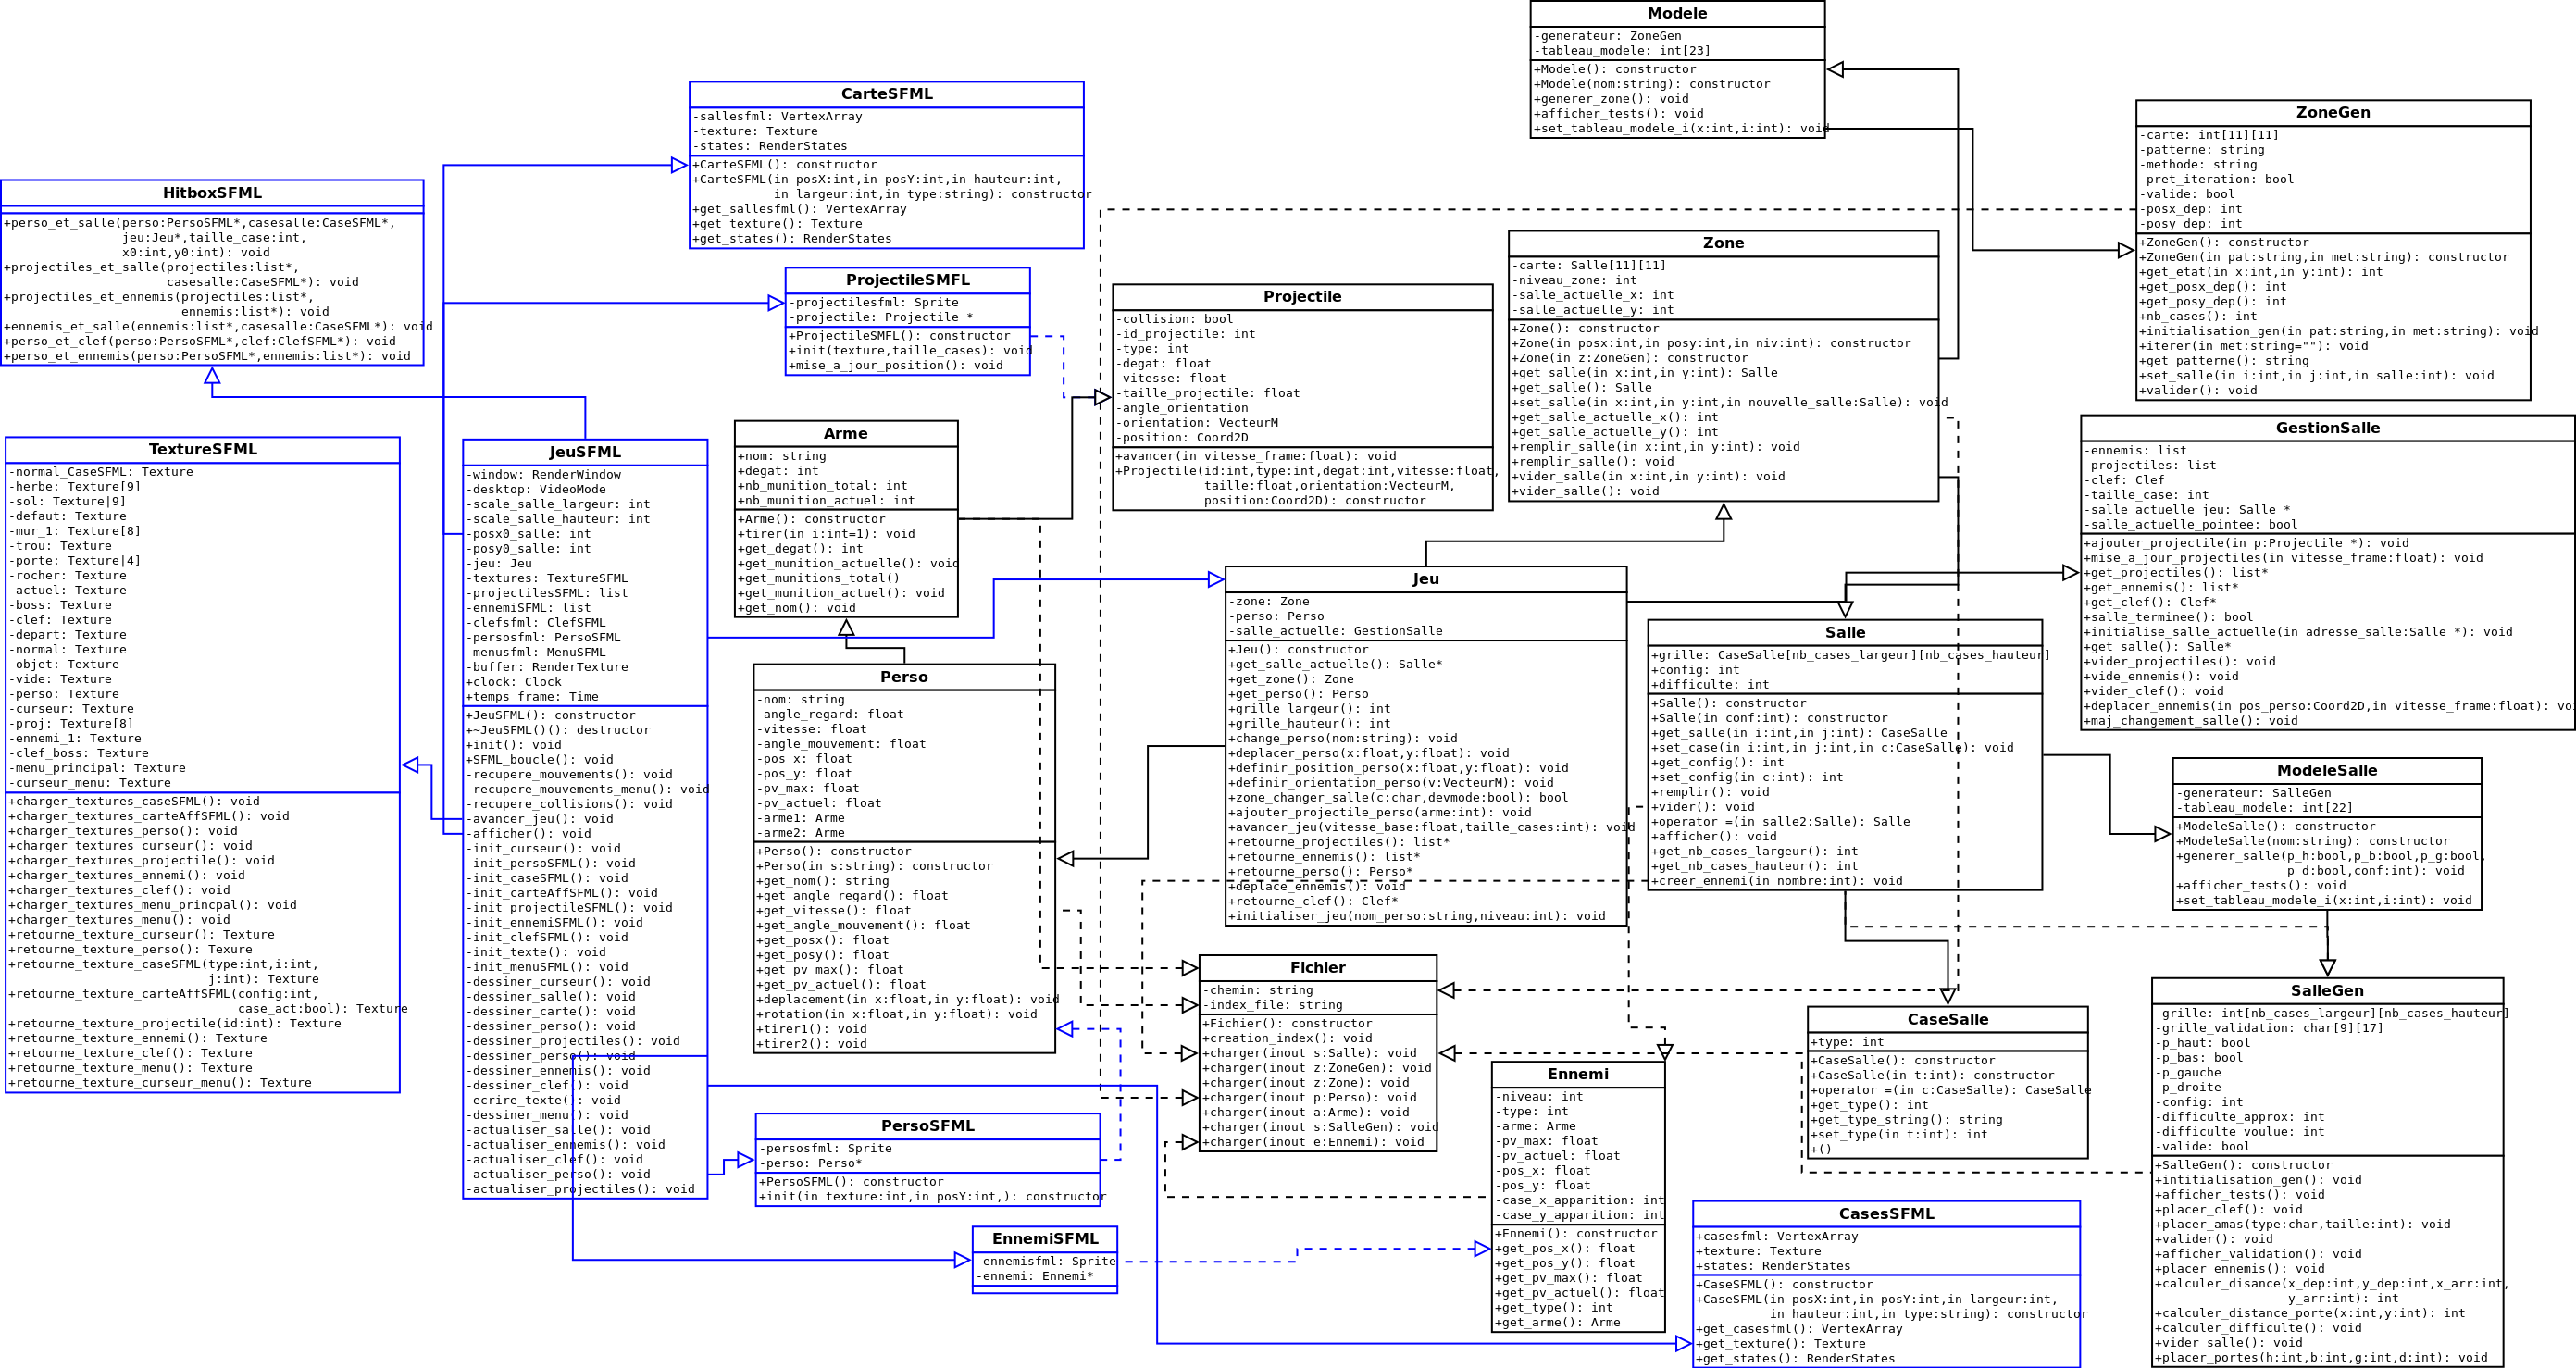 Modele
-generateur: ZoneGen
-tableau_modele: int[23]
+Modele(): constructor
+Modele(nom:string): constructor
+generer_zone(): void
+afficher_tests(): void
+set_tableau_modele_i(x:int,i:int): void
CarteSFML
-sallesfml: VertexArray
-texture: Texture
-states: RenderStates
+CarteSFML(): constructor
+CarteSFML(in posX:int,in posY:int,in hauteur:int,
in largeur:int,in type:string): constructor
+get_sallesfml(): VertexArray
+get_texture(): Texture
+get_states(): RenderStates
ZoneGen
-carte: int[11][11]
-patterne: string
-methode: string
-pret_iteration: bool
-valide: bool
-posx_dep: int
-posy_dep: int
+ZoneGen(): constructor
+ZoneGen(in pat:string,in met:string): constructor
+get_etat(in x:int,in y:int): int
+get_posx_dep(): int
+get_posy_dep(): int
+nb_cases(): int
+initialisation_gen(in pat:string,in met:string): void
+iterer(in met:string=""): void
+get_patterne(): string
+set_salle(in i:int,in j:int,in salle:int): void
+valider(): void
HitboxSFML
+perso_et_salle(perso:PersoSFML*,casesalle:CaseSFML*,
jeu:Jeu*,taille_case:int,
x0:int,y0:int): void
+projectiles_et_salle(projectiles:list*,
casesalle:CaseSFML*): void
+projectiles_et_ennemis(projectiles:list*,
ennemis:list*): void
+ennemis_et_salle(ennemis:list*,casesalle:CaseSFML*): void
+perso_et_clef(perso:PersoSFML*,clef:ClefSFML*): void
+perso_et_ennemis(perso:PersoSFML*,ennemis:list*): void
ProjectileSMFL
-projectilesfml: Sprite
-projectile: Projectile *
+ProjectileSMFL(): constructor
+init(texture,taille_cases): void
+mise_a_jour_position(): void
Projectile
-collision: bool
-id_projectile: int
-type: int
-degat: float
-vitesse: float
-taille_projectile: float
-angle_orientation
-orientation: VecteurM
-position: Coord2D
+avancer(in vitesse_frame:float): void
+Projectile(id:int,type:int,degat:int,vitesse:float,
taille:float,orientation:VecteurM,
position:Coord2D): constructor
Zone
-carte: Salle[11][11]
-niveau_zone: int
-salle_actuelle_x: int
-salle_actuelle_y: int
+Zone(): constructor
+Zone(in posx:int,in posy:int,in niv:int): constructor
+Zone(in z:ZoneGen): constructor
+get_salle(in x:int,in y:int): Salle
+get_salle(): Salle
+set_salle(in x:int,in y:int,in nouvelle_salle:Salle): void
+get_salle_actuelle_x(): int
+get_salle_actuelle_y(): int
+remplir_salle(in x:int,in y:int): void
+remplir_salle(): void
+vider_salle(in x:int,in y:int): void
+vider_salle(): void
GestionSalle
-ennemis: list
-projectiles: list
-clef: Clef
-taille_case: int
-salle_actuelle_jeu: Salle *
-salle_actuelle_pointee: bool
+ajouter_projectile(in p:Projectile *): void
+mise_a_jour_projectiles(in vitesse_frame:float): void
+get_projectiles(): list*
+get_ennemis(): list*
+get_clef(): Clef*
+salle_terminee(): bool
+initialise_salle_actuelle(in adresse_salle:Salle *): void
+get_salle(): Salle*
+vider_projectiles(): void
+vide_ennemis(): void
+vider_clef(): void
+deplacer_ennemis(in pos_perso:Coord2D,in vitesse_frame:float):
+maj_changement_salle(): void
TextureSFML
-normal_CaseSFML: Texture
-herbe: Texture[9]
-sol: Texture|9]
-defaut: Texture
-mur_1: Texture[8]
-trou: Texture
-porte: Texture|4]
-rocher: Texture
-actuel: Texture
-boss: Texture
-clef: Texture
-depart: Texture
-normal: Texture
-objet: Texture
-vide: Texture
-perso: Texture
-curseur: Texture
-proj: Texture[8]
-ennemi_1: Texture
-clef_boss: Texture
-menu_principal: Texture
-curseur_menu: Texture
+charger_textures_caseSFML(): void
+charger_textures_carteAffSFML(): void
+charger_textures_perso(): void
+charger_textures_curseur(): void
+charger_textures_projectile(): void
+charger_textures_ennemi(): void
+charger_textures_clef(): void
+charger_textures_menu_princpal(): void
+charger_textures_menu(): void
+retourne_texture_curseur(): Texture
+retourne_texture_perso(): Texure
+retourne_texture_caseSFML(type:int,i:int,
j:int): Texture
+retourne_texture_carteAffSFML(config:int,
case_act:bool): Texture
+retourne_texture_projectile(id:int): Texture
+retourne_texture_ennemi(): Texture
+retourne_texture_clef(): Texture
+retourne_texture_menu(): Texture
+retourne_texture_curseur_menu(): Texture
JeuSFML
-window: RenderWindow
-desktop: VideoMode
-scale_salle_largeur: int
-scale_salle_hauteur: int
-posx0_salle: int
-posy0_salle: int
-jeu: Jeu
-textures: TextureSFML
-projectilesSFML: list
-ennemiSFML: list
-clefsfml: ClefSFML
-persosfml: PersoSFML
-menusfml: MenuSFML
-buffer: RenderTexture
+clock: Clock
+temps_frame: Time
+JeuSFML(): constructor
+~JeuSFML()(): destructor
+init(): void
+SFML_boucle(): void
-recupere_mouvements(): void
-recupere_mouvements_menu(): void
-recupere_collisions(): void
-avancer_jeu(): void
-afficher(): void
-init_curseur(): void
-init_persoSFML(): void
-init_caseSFML(): void
-init_carteAffSFML(): void
-init_projectileSFML(): void
-init_ennemiSFML(): void
-init_clefSFML(): void
-init_texte(): void
-init_menuSFML(): void
-dessiner_curseur(): void
-dessiner_salle(): void
-dessiner_carte(): void
-dessiner_perso(): void
-dessiner_projectiles(): void
-dessiner_perso(): void
-dessiner_ennemis(): void
-dessiner_clef(): void
-ecrire_texte(): void
-dessiner_menu(): void
-actualiser_salle(): void
-actualiser_ennemis(): void
-actualiser_clef(): void
-actualiser_perso(): void
-actualiser_projectiles(): void
Arme
+nom: string
+degat: int
+nb_munition_total: int
+nb_munition_actuel: int
+Arme(): constructor
+tirer(in i:int=1): void
+get_degat(): int
+get_munition_actuelle(): void
+get_munitions_total()
+get_munition_actuel(): void
+get_nom(): void
Perso
-nom: string
-angle_regard: float
-vitesse: float
-angle_mouvement: float
-pos_x: float
-pos_y: float
-pv_max: float
-pv_actuel: float
-arme1: Arme
-arme2: Arme
+Perso(): constructor
+Perso(in s:string): constructor
+get_nom(): string
+get_angle_regard(): float
+get_vitesse(): float
+get_angle_mouvement(): float
+get_posx(): float
+get_posy(): float
+get_pv_max(): float
+get_pv_actuel(): float
+deplacement(in x:float,in y:float): void
+rotation(in x:float,in y:float): void
+tirer1(): void
+tirer2(): void
Jeu
-zone: Zone
-perso: Perso
-salle_actuelle: GestionSalle
+Jeu(): constructor
+get_salle_actuelle(): Salle*
+get_zone(): Zone
+get_perso(): Perso
+grille_largeur(): int
+grille_hauteur(): int
+change_perso(nom:string): void
+deplacer_perso(x:float,y:float): void
+definir_position_perso(x:float,y:float): void
+definir_orientation_perso(v:VecteurM): void
+zone_changer_salle(c:char,devmode:bool): bool
+ajouter_projectile_perso(arme:int): void
+avancer_jeu(vitesse_base:float,taille_cases:int): void
+retourne_projectiles(): list*
+retourne_ennemis(): list*
+retourne_perso(): Perso*
+deplace_ennemis(): void
+retourne_clef(): Clef*
+initialiser_jeu(nom_perso:string,niveau:int): void
Salle
+grille: CaseSalle[nb_cases_largeur][nb_cases_hauteur]
+config: int
+difficulte: int
+Salle(): constructor
+Salle(in conf:int): constructor
+get_salle(in i:int,in j:int): CaseSalle
+set_case(in i:int,in j:int,in c:CaseSalle): void
+get_config(): int
+set_config(in c:int): int
+remplir(): void
+vider(): void
+operator =(in salle2:Salle): Salle
+afficher(): void
+get_nb_cases_largeur(): int
+get_nb_cases_hauteur(): int
+creer_ennemi(in nombre:int): void
ModeleSalle
-generateur: SalleGen
-tableau_modele: int[22]
+ModeleSalle(): constructor
+ModeleSalle(nom:string): constructor
+generer_salle(p_h:bool,p_b:bool,p_g:bool,
p_d:bool,conf:int): void
+afficher_tests(): void
+set_tableau_modele_i(x:int,i:int): void
Fichier
-chemin: string
-index_file: string
+Fichier(): constructor
+creation_index(): void
+charger(inout s:Salle): void
+charger(inout z:ZoneGen): void
+charger(inout z:Zone): void
+charger(inout p:Perso): void
+charger(inout a:Arme): void
+charger(inout s:SalleGen): void
+charger(inout e:Ennemi): void
CaseSalle
+type: int
+CaseSalle(): constructor
+CaseSalle(in t:int): constructor
+operator =(in c:CaseSalle): CaseSalle
+get_type(): int
+get_type_string(): string
+set_type(in t:int): int
+()
SalleGen
-grille: int[nb_cases_largeur][nb_cases_hauteur]
-grille_validation: char[9][17]
-p_haut: bool
-p_bas: bool
-p_gauche
-p_droite
-config: int
-difficulte_approx: int
-difficulte_voulue: int
-valide: bool
+SalleGen(): constructor
+intitialisation_gen(): void
+afficher_tests(): void
+placer_clef(): void
+placer_amas(type:char,taille:int): void
+valider(): void
+afficher_validation(): void
+placer_ennemis(): void
+calculer_disance(x_dep:int,y_dep:int,x_arr:int,
y_arr:int): int
+calculer_distance_porte(x:int,y:int): int
+calculer_difficulte(): void
+vider_salle(): void
+placer_portes(h:int,b:int,g:int,d:int): void
Ennemi
-niveau: int
-type: int
-arme: Arme
-pv_max: float
-pv_actuel: float
-pos_x: float
-pos_y: float
-case_x_apparition: int
-case_y_apparition: int
+Ennemi(): constructor
+get_pos_x(): float
+get_pos_y(): float
+get_pv_max(): float
+get_pv_actuel(): float
+get_type(): int
+get_arme(): Arme
PersoSFML
-persosfml: Sprite
-perso: Perso*
+PersoSFML(): constructor
+init(in texture:int,in posY:int,): constructor
EnnemiSFML
-ennemisfml: Sprite
-ennemi: Ennemi*
CasesSFML
+casesfml: VertexArray
+texture: Texture
+states: RenderStates
+CaseSFML(): constructor
+CaseSFML(in posX:int,in posY:int,in largeur:int,
in hauteur:int,in type:string): constructor
+get_casesfml(): VertexArray
+get_texture(): Texture
+get_states(): RenderStates